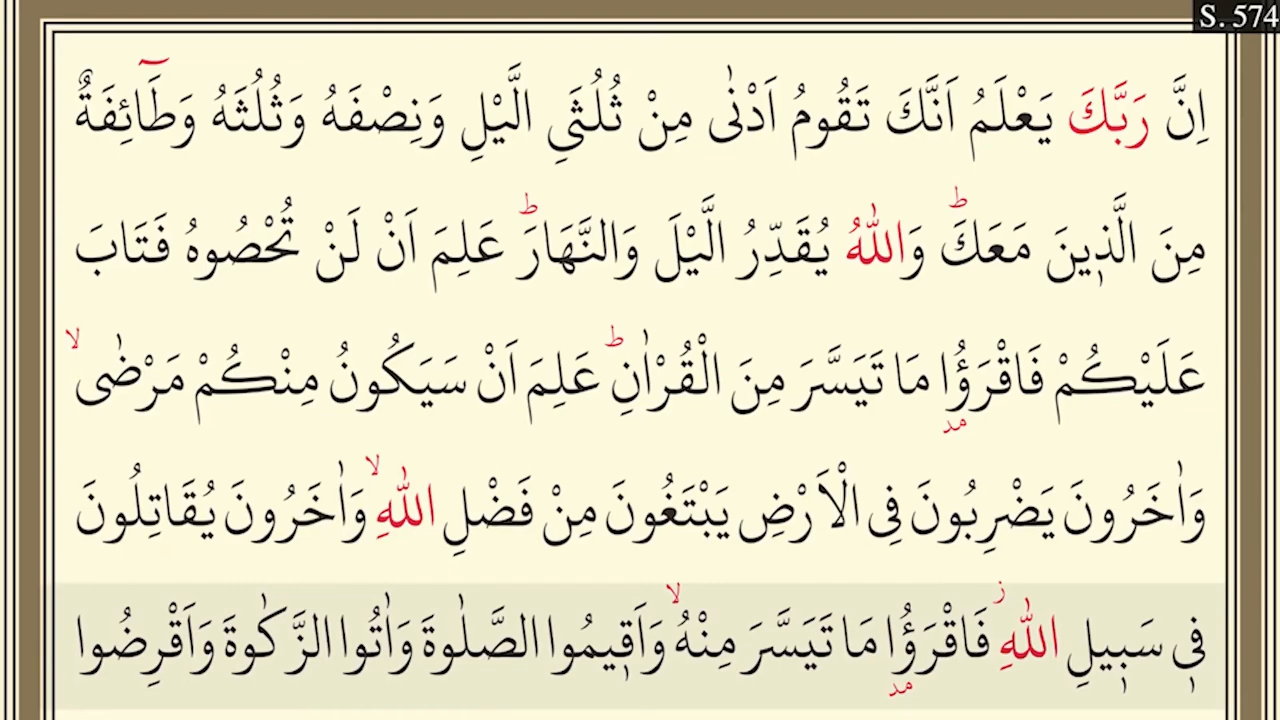 S. 574
اِنَّ رَبَّكَ يَعْلَمُ اَنَّكَ تَقُومُ اَدْنٰى مِنْ ثُلُثَيِ الَّيْلِ وَنِصْفَهُ وَثُلُثَهُ وَطَٓائِفَةٌ
مِنَ الَّذ۪ينَ مَعَكَۜ وَاللّٰهُ يُقَدِّرُ الَّيْلَ وَالنَّهَارَۜ عَلِمَ اَنْ لَنْ تُحْصُوهُ فَتَابَ
عَلَيْكُمْ فَاقْرَؤُ۫ا مَا تَيَسَّرَ مِنَ الْقُرْاٰنِۜ عَلِمَ اَنْ سَيَكُونُ مِنْكُمْ مَرْضٰىۙ
وَاٰخَرُونَ يَضْرِبُونَ فِى الْاَرْضِ يَبْتَغُونَ مِنْ فَضْلِ اللّٰهِۙ وَاٰخَرُونَ يُقَاتِلُونَ
ف۪ي سَب۪يلِ اللّٰهِۘ فَاقْرَؤُ۫ا مَا تَيَسَّرَ مِنْهُۙ وَاَق۪يمُوا الصَّلٰوةَ وَاٰتُوا الزَّكٰوةَ وَاَقْرِضُوا